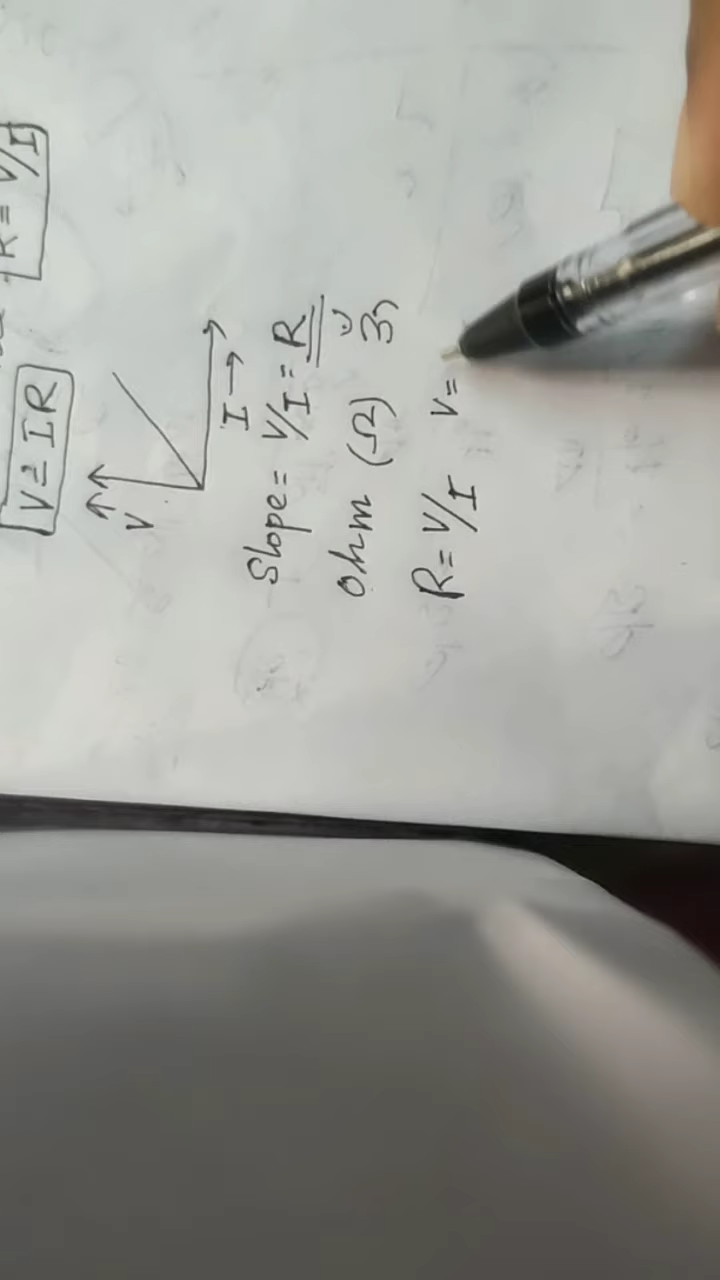 R = V/I
V = IR
V
I →
Slope = V/I = R
Ohm (Ω)
R = V/I V =